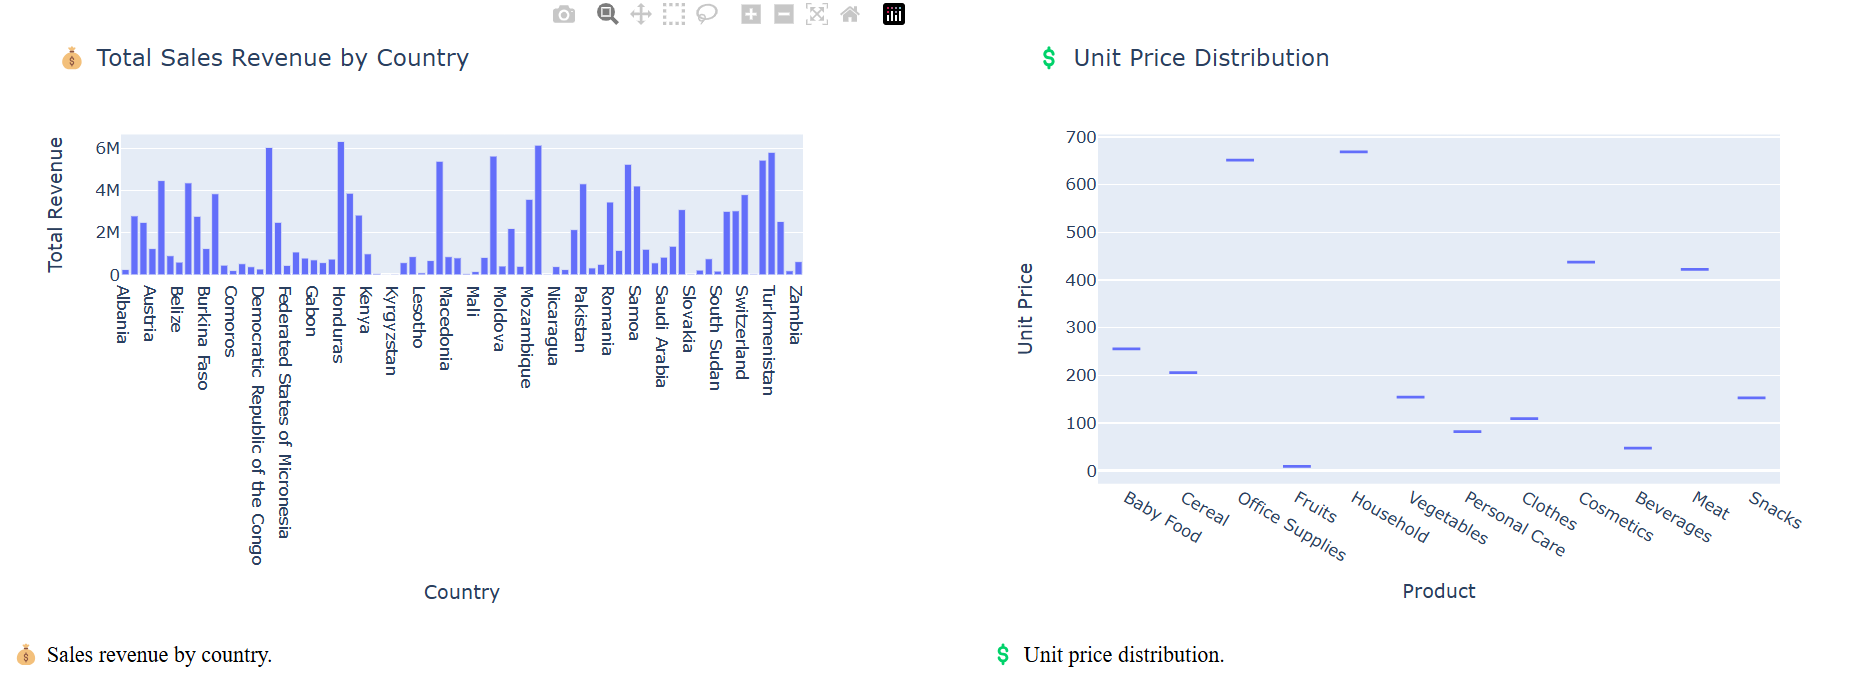 💰 Total Sales Revenue by Country
Total Revenue
6M
4M
2M
0
Albania
Austria
Belize
Burkina Faso
Comoros
Democratic Republic of the Congo
Federated States of Micronesia
Gabon
Honduras
Kenya
Kyrgyzstan
Lesotho
Macedonia
Mali
Moldova
Mozambique
Nicaragua
Pakistan
Romania
Samoa
Saudi Arabia
Slovakia
South Sudan
Switzerland
Turkmenistan
Zambia
Country
💰 Sales revenue by country.
💲 Unit Price Distribution
Unit Price
700
600
500
400
300
200
100
0
Baby Food
Cereal
Office Supplies
Fruits
Household
Vegetables
Personal Care
Clothes
Cosmetics
Beverages
Meat
Snacks
Product
💲 Unit price distribution.